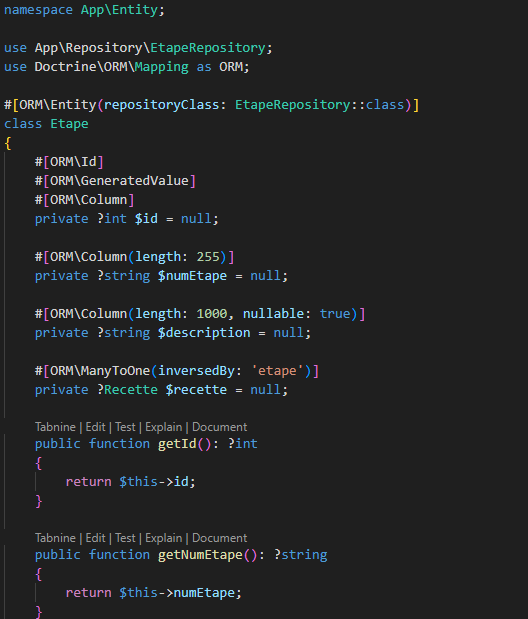 namespace App\Entity;
use App\Repository\EtapeRepository;
use Doctrine\ORM\Mapping as ORM;
#[ORM\Entity(repositoryClass: EtapeRepository::class)]
class Etape
{
#[ORM\Id]
#[ORM\GeneratedValue]
#[ORM\Column]
private ?int $id = null;
#[ORM\Column(length: 255)]
private ?string $numEtape = null;
#[ORM\Column(length: 1000, nullable: true)]
private ?string $description = null;
#[ORM\ManyToOne(inversedBy: 'etape')]
private ?Recette $recette = null;
Tabnine | Edit | Test | Explain | Document
public function getId(): ?int
{
return $this->id;
}
Tabnine | Edit | Test | Explain | Document
public function getNumEtape(): ?string
{
return $this->numEtape;
}